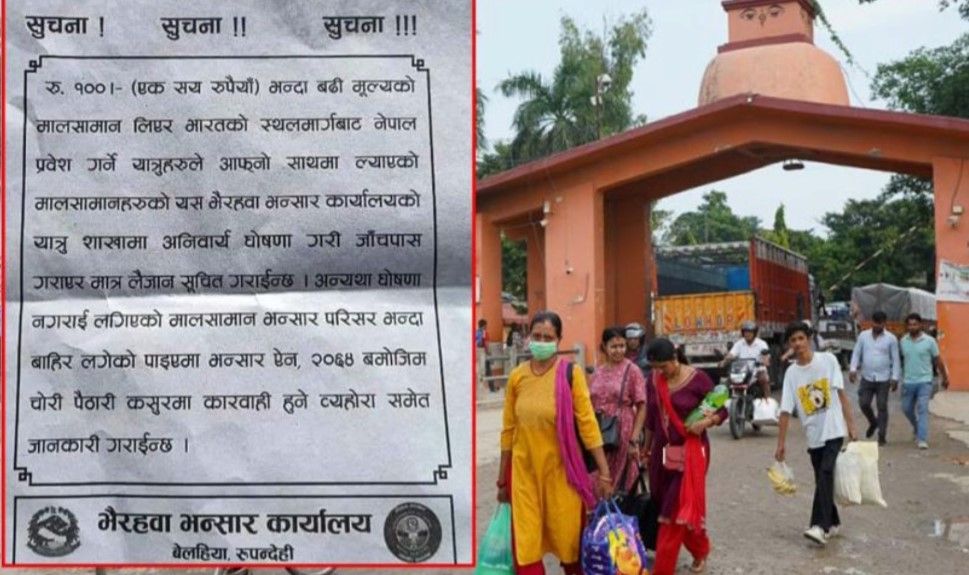 सुचना ! सुचना !! सुचना !!!
रु. १००।- (एक सय रुपैयाँ) भन्दा बढी मूल्यको
मालसामान लिएर भारतको स्थलमार्गबाट नेपाल
प्रवेश गर्ने यात्रुहरुले आफ्नो साथमा ल्याएको
मालसामानहरुको यस भैरहवा भन्सार कार्यालयको
यात्रु शाखामा अनिवार्य घोषणा गरी जाँचपास
गराएर मात्र लैजान सूचित गराईन्छ । अन्यथा घोषणा
नगराई लगिएको मालसामान भन्सार परिसर भन्दा
बाहिर लगेको पाइएमा भन्सार ऐन, २०६४ बमोजिम
चोरी पैठारी कसुरमा कारवाही हुने व्यहोरा समेत
जानकारी गराईन्छ ।
भैरहवा भन्सार कार्यालय
बेलहिया, रुपन्देही